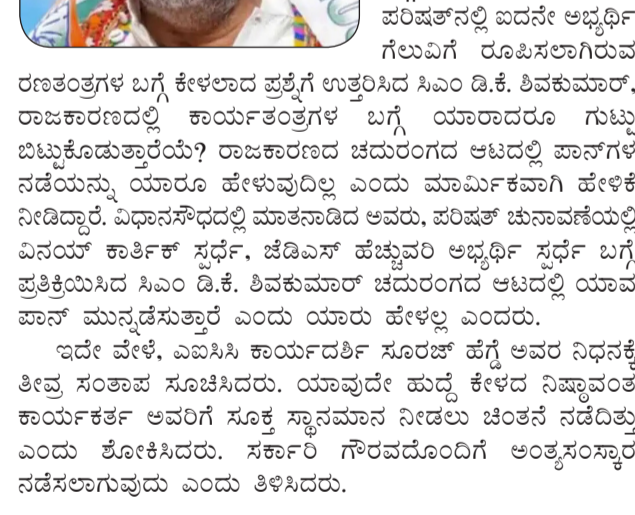 ಪರಿಷತ್‌ನಲ್ಲಿ ಐದನೇ ಅಭ್ಯರ್ಥಿ
ಗೆಲುವಿಗೆ ರೂಪಿಸಲಾಗಿರುವ
ರಣತಂತ್ರಗಳ ಬಗ್ಗೆ ಕೇಳಲಾದ ಪ್ರಶ್ನೆಗೆ ಉತ್ತರಿಸಿದ ಸಿಎಂ ಡಿ.ಕೆ. ಶಿವಕುಮಾರ್,
ರಾಜಕಾರಣದಲ್ಲಿ ಕಾರ್ಯತಂತ್ರಗಳ ಬಗ್ಗೆ ಯಾರಾದರೂ ಗುಟ್ಟು
ಬಿಟ್ಟುಕೊಡುತ್ತಾರೆಯೆ? ರಾಜಕಾರಣದ ಚದುರಂಗದ ಆಟದಲ್ಲಿ ಪಾನ್‌ಗಳ
ನಡೆಯನ್ನು ಯಾರೂ ಹೇಳುವುದಿಲ್ಲ ಎಂದು ಮಾರ್ಮಿಕವಾಗಿ ಹೇಳಿಕೆ
ನೀಡಿದ್ದಾರೆ. ವಿಧಾನಸೌಧದಲ್ಲಿ ಮಾತನಾಡಿದ ಅವರು, ಪರಿಷತ್ ಚುನಾವಣೆಯಲ್ಲಿ
ವಿನಯ್ ಕಾರ್ತಿಕ್ ಸ್ಪರ್ಧೆ, ಜೆಡಿಎಸ್ ಹೆಚ್ಚುವರಿ ಅಭ್ಯರ್ಥಿ ಸ್ಪರ್ಧೆ ಬಗ್ಗೆ
ಪ್ರತಿಕ್ರಿಯಿಸಿದ ಸಿಎಂ ಡಿ.ಕೆ. ಶಿವಕುಮಾರ್ ಚದುರಂಗದ ಆಟದಲ್ಲಿ ಯಾವ
ಪಾನ್ ಮುನ್ನಡೆಸುತ್ತಾರೆ ಎಂದು ಯಾರು ಹೇಳಲ್ಲ ಎಂದರು.
ಇದೇ ವೇಳೆ, ಎಐಸಿಸಿ ಕಾರ್ಯದರ್ಶಿ ಸೂರಜ್ ಹೆಗ್ಡೆ ಅವರ ನಿಧನಕ್ಕೆ
ತೀವ್ರ ಸಂತಾಪ ಸೂಚಿಸಿದರು. ಯಾವುದೇ ಹುದ್ದೆ ಕೇಳದ ನಿಷ್ಠಾವಂತ
ಕಾರ್ಯಕರ್ತ ಅವರಿಗೆ ಸೂಕ್ತ ಸ್ಥಾನಮಾನ ನೀಡಲು ಚಿಂತನೆ ನಡೆದಿತ್ತು
ಎಂದು ಶೋಕಿಸಿದರು. ಸರ್ಕಾರಿ ಗೌರವದೊಂದಿಗೆ ಅಂತ್ಯಸಂಸ್ಕಾರ
ನಡೆಸಲಾಗುವುದು ಎಂದು ತಿಳಿಸಿದರು.